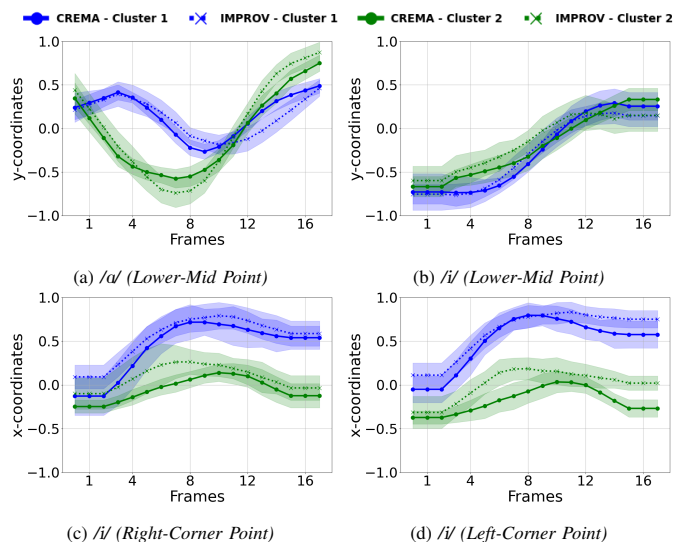 CREMA - Cluster 1 IMPROV - Cluster 1 CREMA - Cluster 2 IMPROV - Cluster 2
1.0 1.0
0.5 0.5
0.0 0.0
−0.5 −0.5
−1.0 −1.0
y-coordinates y-coordinates
1 4 8 12 16 1 4 8 12 16
Frames Frames
(a) /ɑ/ (Lower-Mid Point) (b) /i/ (Lower-Mid Point)
1.0 1.0
0.5 0.5
0.0 0.0
−0.5 −0.5
−1.0 −1.0
x-coordinates x-coordinates
1 4 8 12 16 1 4 8 12 16
Frames Frames
(c) /i/ (Right-Corner Point) (d) /i/ (Left-Corner Point)